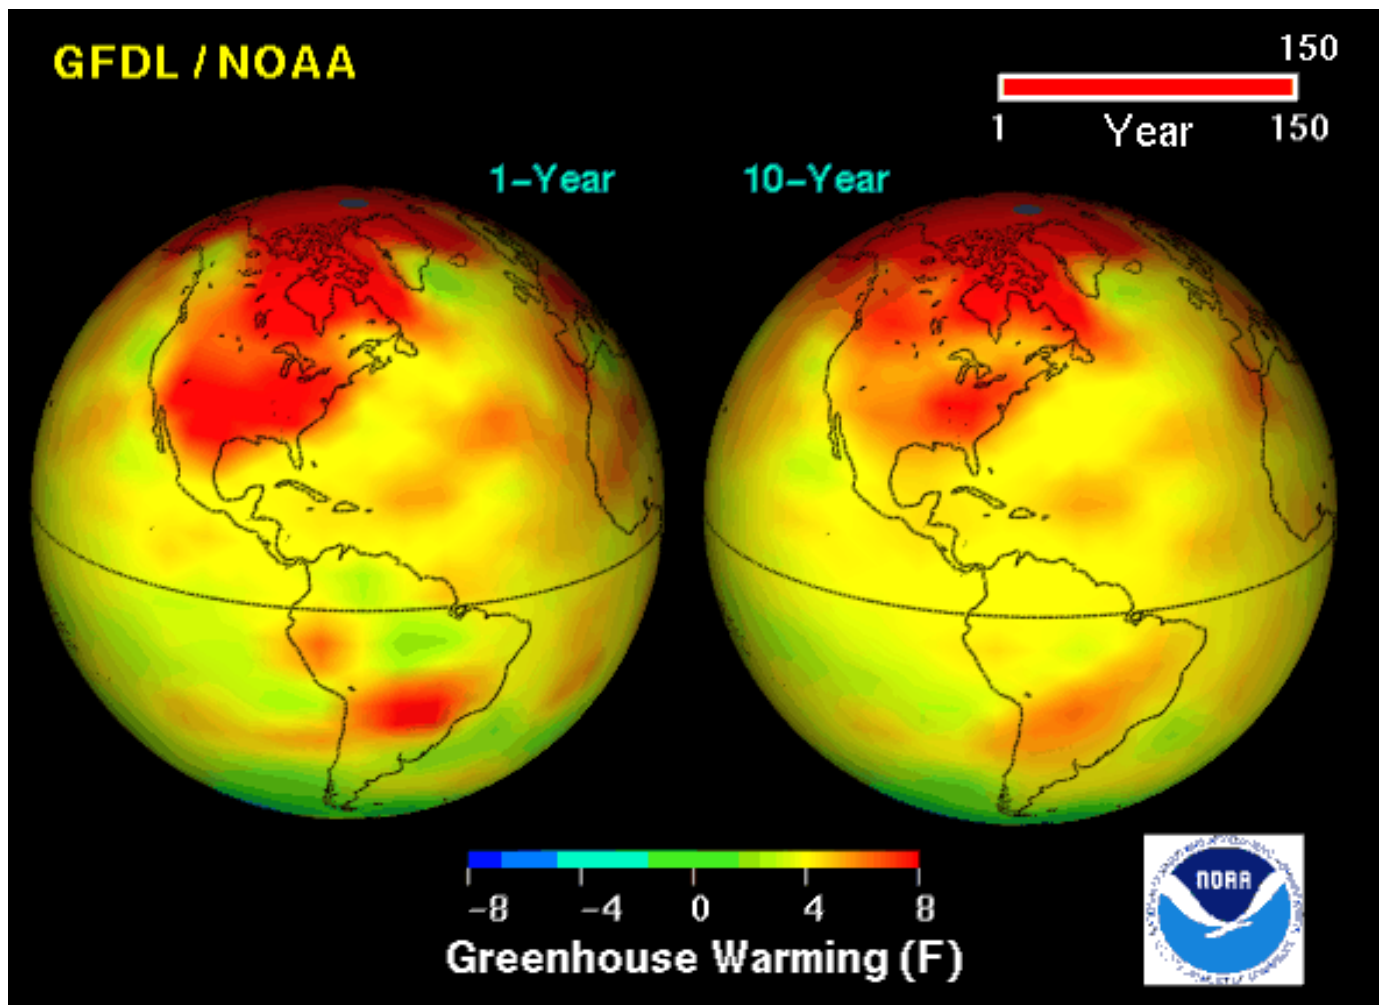 GFDL / NOAA
150
1 Year 150
1-Year 10-Year
-8 -4 0 4 8
Greenhouse Warming (F)
NOAA